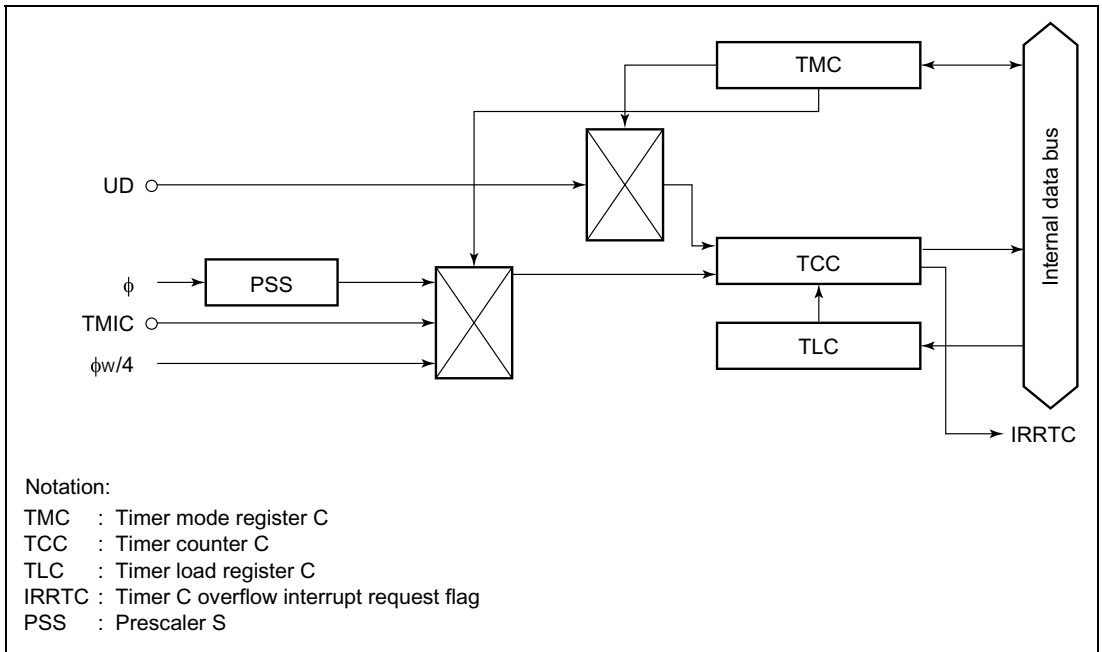 TMC
Internal data bus
UD
TCC
ϕ
PSS
TMIC
TLC
ϕw/4
IRRTC
Notation:
TMC : Timer mode register C
TCC : Timer counter C
TLC : Timer load register C
IRRTC : Timer C overflow interrupt request flag
PSS : Prescaler S